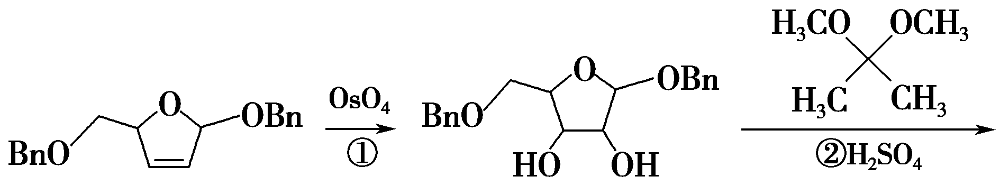 O
OBn
BnO
OsO₄
①
O
OBn
BnO
HO
OH
H₃CO
OCH₃
H₃C
CH₃
②H₂SO₄